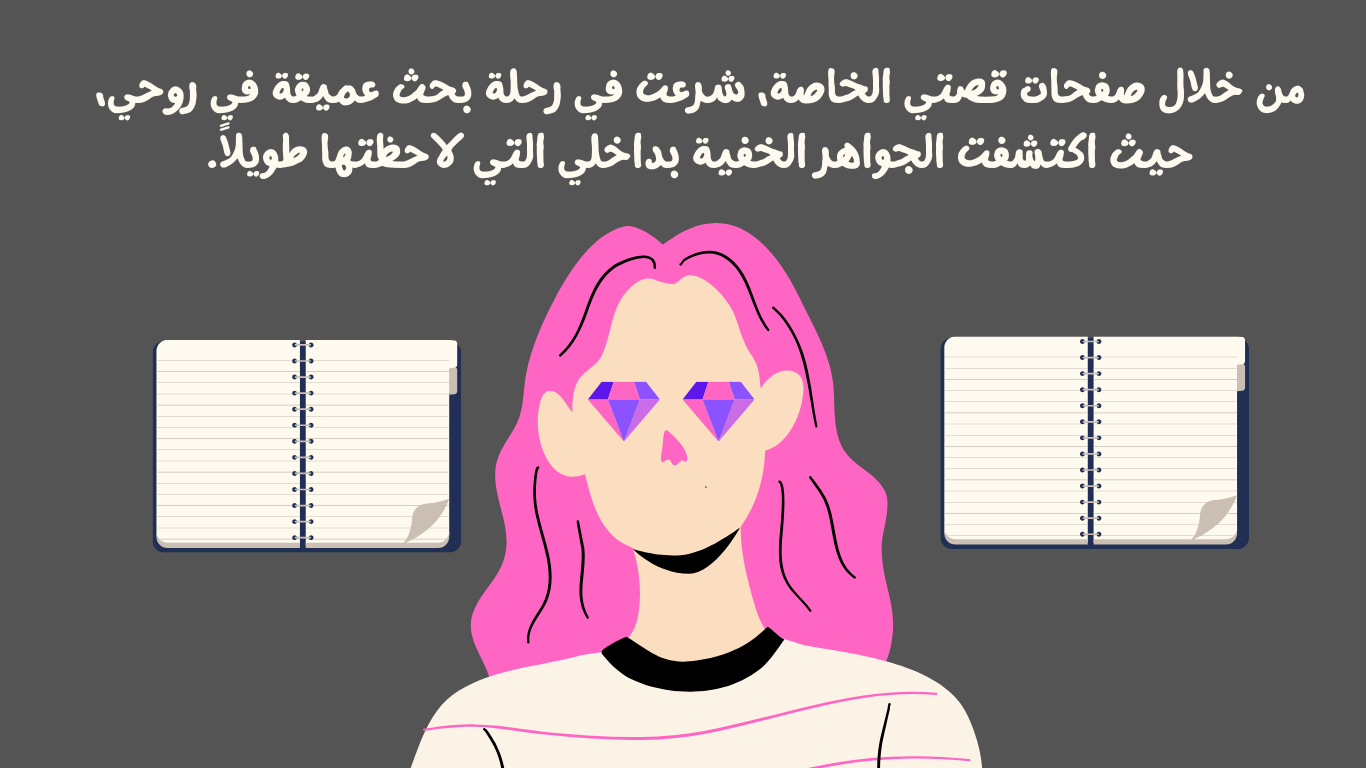 من خلال صفحات قصتي الخاصة, شرعت في رحلة بحث عميقة في روحي,
حيث اكتشفت الجواهر الخفية بداخلي التي لاحظتها طويلاً.